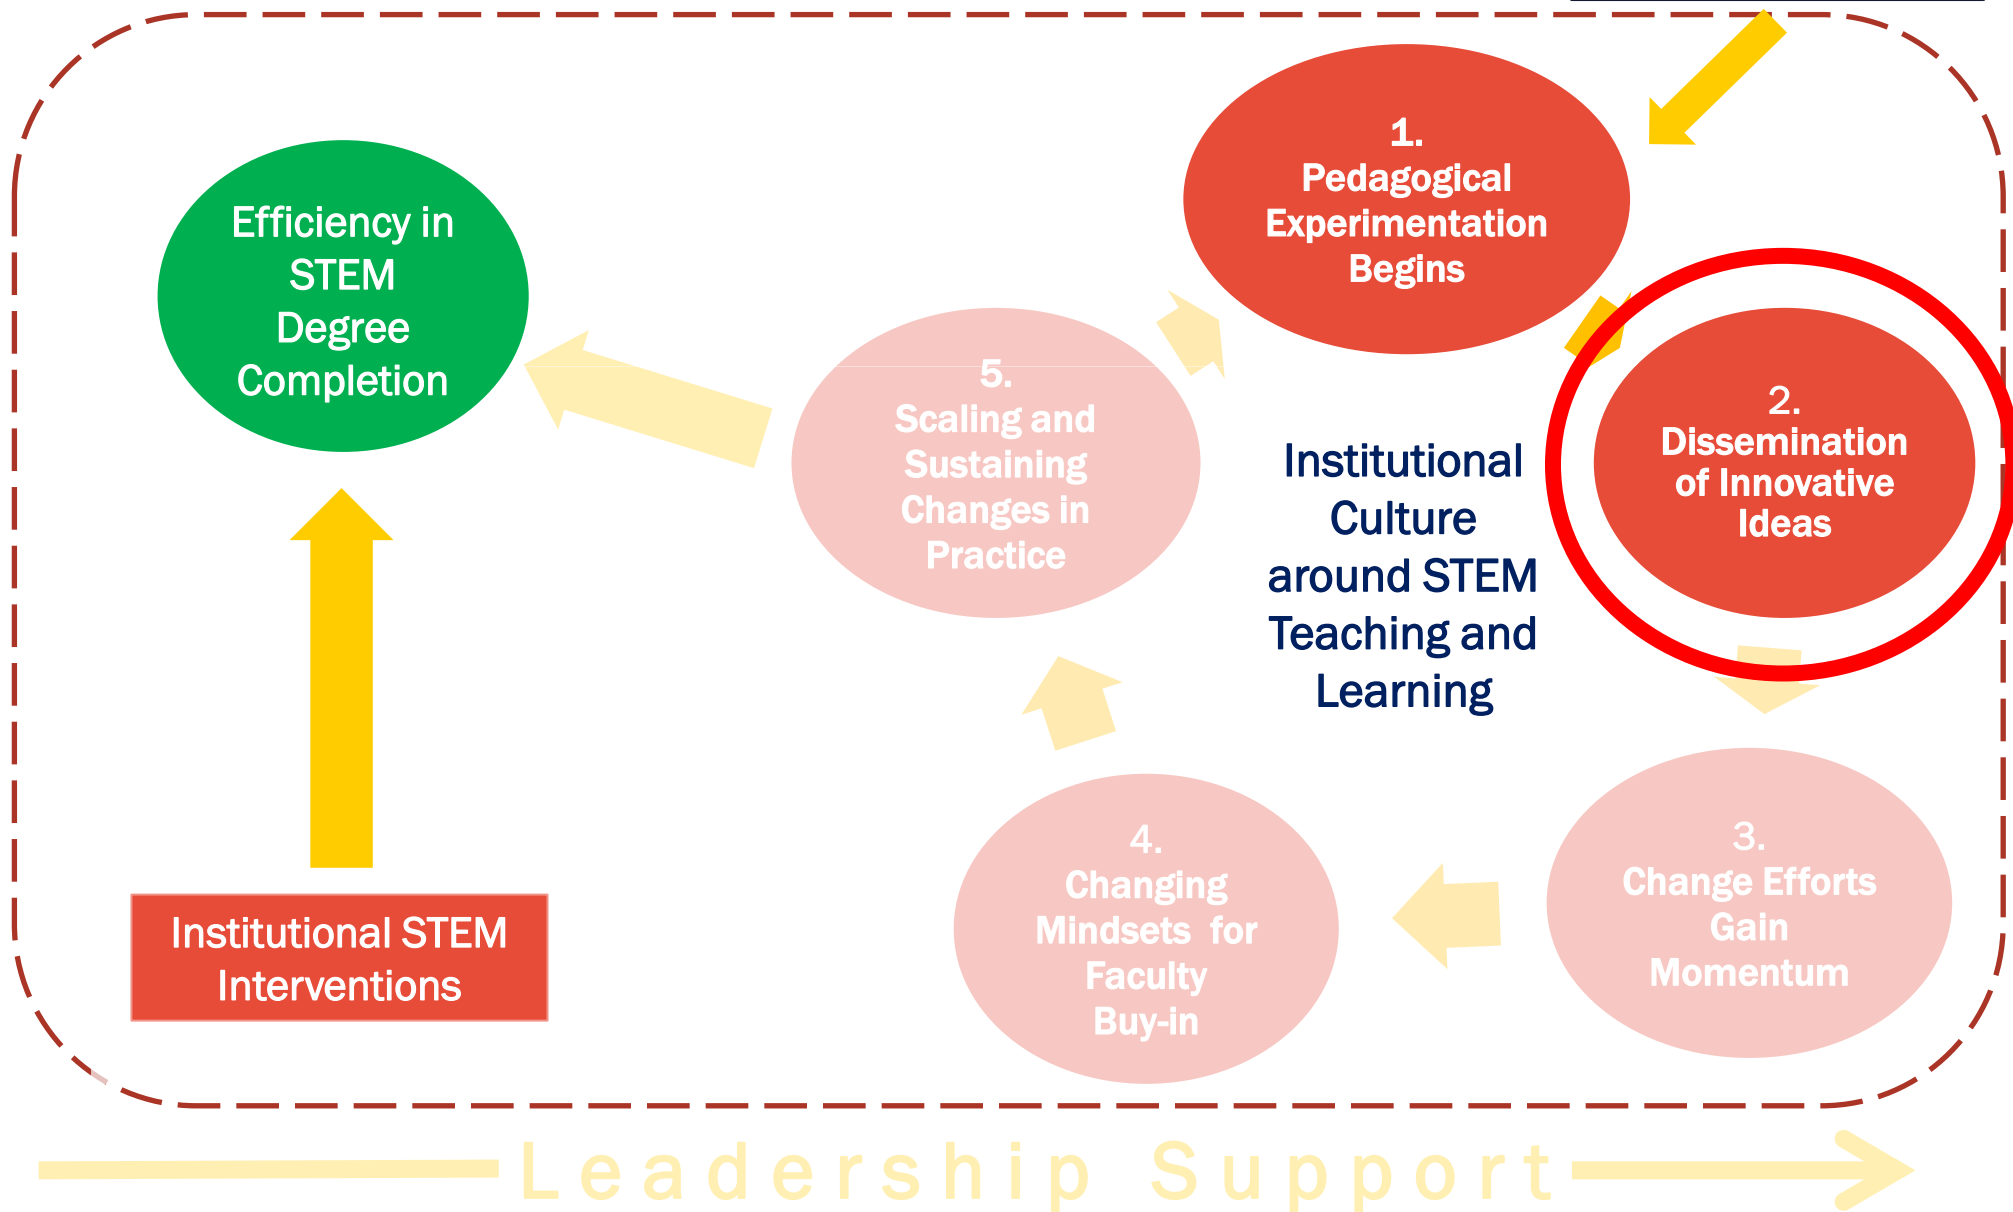 1.
Pedagogical
Experimentation
Begins
Efficiency in
STEM
Degree
Completion
5.
Scaling and
Sustaining
Changes in
Practice
2.
Dissemination
of Innovative
Ideas
Institutional
Culture
around STEM
Teaching and
Learning
4.
Changing
Mindsets for
Faculty
Buy-in
3.
Change Efforts
Gain
Momentum
Institutional STEM
Interventions
Leadership Support